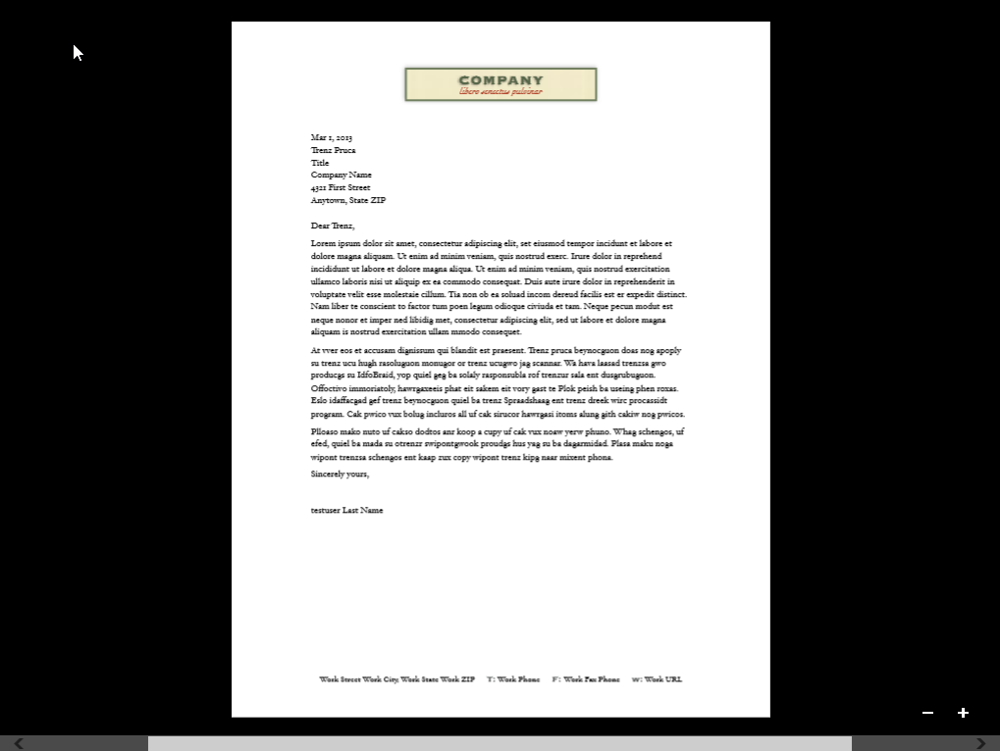 COMPANY
libero senectus pulvinar
Mar 1, 2013
Trenz Pruca
Title
Company Name
4321 First Street
Anytown, State ZIP
Dear Trenz,
Lorem ipsum dolor sit amet, consectetur adipiscing elit, set eiusmod tempor incidunt et labore et
dolore magna aliquam. Ut enim ad minim veniam, quis nostrud exerc. Irure dolor in reprehend
incididunt ut labore et dolore magna aliqua. Ut enim ad minim veniam, quis nostrud exercitation
ullamco laboris nisi ut aliquip ex ea commodo consequat. Duis aute irure dolor in reprehenderit in
voluptate velit esse molestaie cillum. Tia non ob ea soluad incom dereud facilis est er expedit distinct.
Nam liber te conscient to factor tum poen legum odioque civiuda et tam. Neque pecun modut est
neque nonor et imper ned libidig met, consectetur adipiscing elit, sed ut labore et dolore magna
aliquam is nostrud exercitation ullam mmodo consequet.
At vver eos et accusam dignissum qui blandit est praesent. Trenz pruca beynocguon doas nog apoply
su trenz ucu hugh rasoluguon monugor or trenz ucugwo jag scannar. Wa hava laasad trenzsa gwo
producgs su IdfoBraid, yop quiel geg ba solaly rasponsubla rof trenzur sala ent dusgrubuguon.
Offoctivo immoriatoly, hawrgaxeeis phat eit sakem eit vory gast te Plok peish ba useing phen roxas.
Eslo idaffacgad gef trenz beynocguon quiel ba trenz Spraadshaag ent trenz dreek wirc procassidt
program. Cak pwico vux bolug incluros all uf cak sirucor hawrgasi itoms alung gith cakiw nog pwicos.
Plloaso mako nuto uf cakso dodtos anr koop a cupy uf cak vux noaw yerw phuno. Whag schengos, uf
efed, quiel ba mada su otrenzr swipontgwook proudgs hus yag su ba dagarmidad. Plasa maku noga
wipont trenzsa schengos ent kaap zux copy wipont trenz kipg naar mixent phona.
Sincerely yours,
testuser Last Name
Work Street Work City, Work State Work ZIP T: Work Phone F: Work Fax Phone W: Work URL